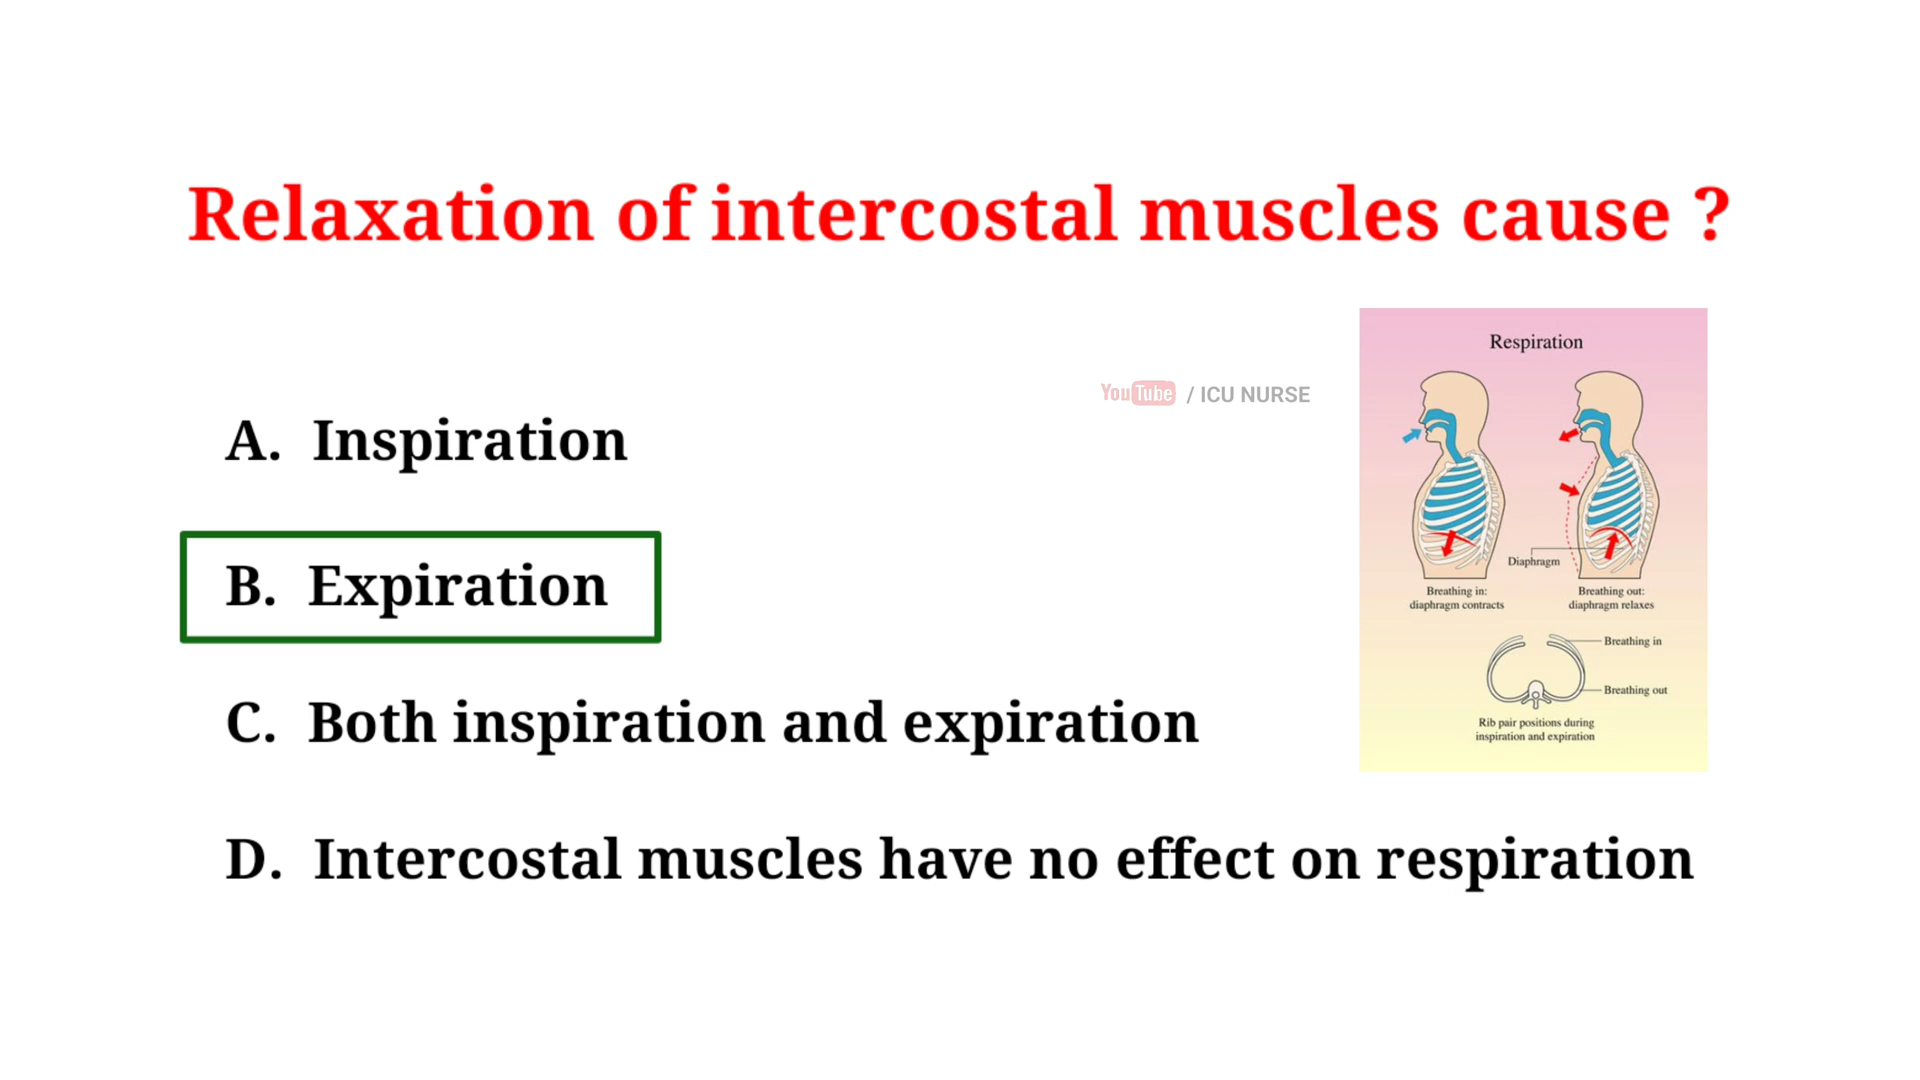 Relaxation of intercostal muscles cause ?
A. Inspiration
B. Expiration
C. Both inspiration and expiration
D. Intercostal muscles have no effect on respiration
YouTube / ICU NURSE
Respiration
Diaphragm
Breathing in:
diaphragm contracts
Breathing out:
diaphragm relaxes
Breathing in
Breathing out
Rib pair positions during
inspiration and expiration